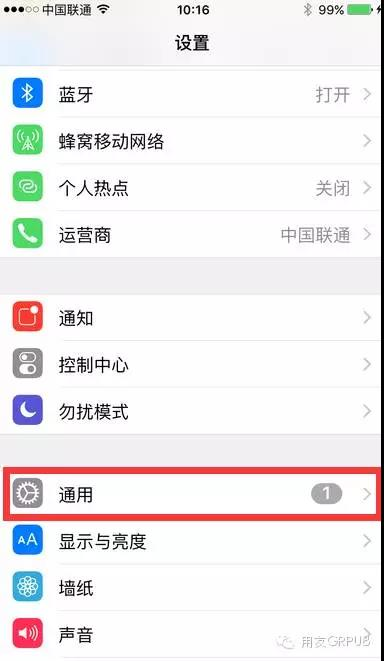 中国联通 10:16 99%
设置
蓝牙 打开
蜂窝移动网络
个人热点 关闭
运营商 中国联通
通知
控制中心
勿扰模式
通用 1
显示与亮度
AA
墙纸
声音
用友GRPU8